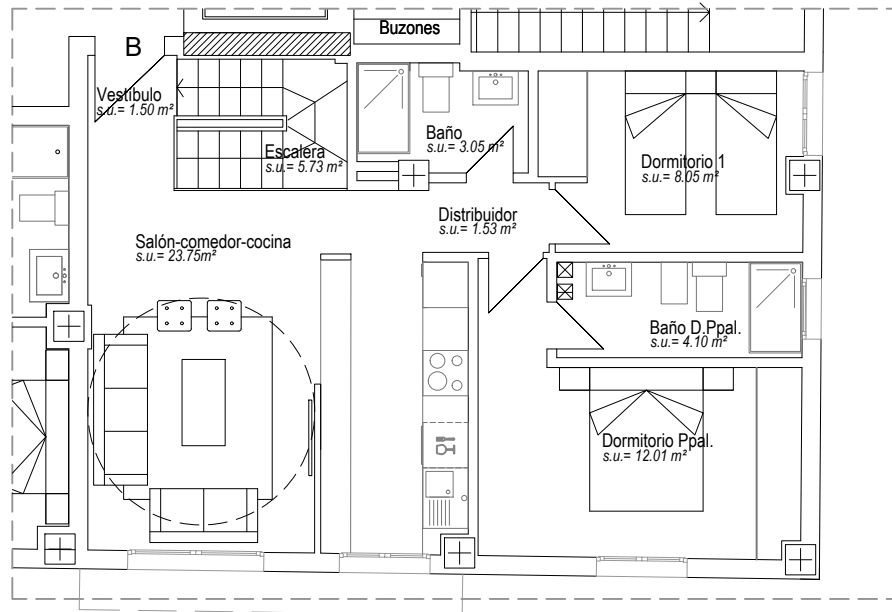 Buzones
B
Vestíbulo
s.u.= 1.50 m²
Escalera
s.u.= 5.73 m²
Baño
s.u.= 3.05 m²
Dormitorio 1
s.u.= 8.05 m²
Distribuidor
s.u.= 1.53 m²
Salón-comedor-cocina
s.u.= 23.75m²
Baño D.Ppal.
s.u.= 4.10 m²
Dormitorio Ppal.
s.u.= 12.01 m²